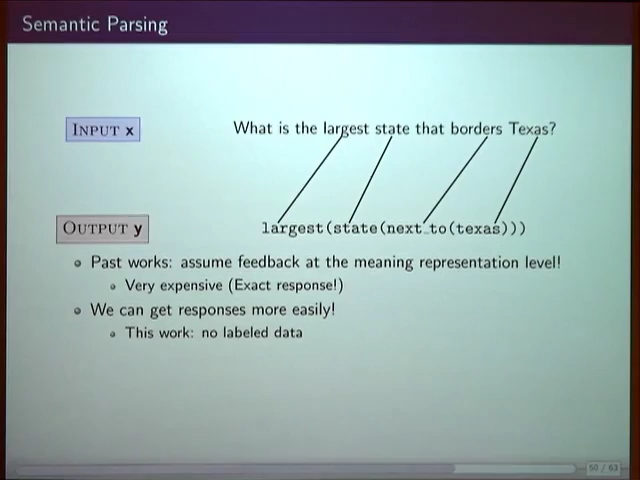 Semantic Parsing
INPUT x
What is the largest state that borders Texas?
OUTPUT y
largest(state(next_to(texas)))
Past works: assume feedback at the meaning representation level!
Very expensive (Exact response!)
We can get responses more easily!
This work: no labeled data
50 / 63